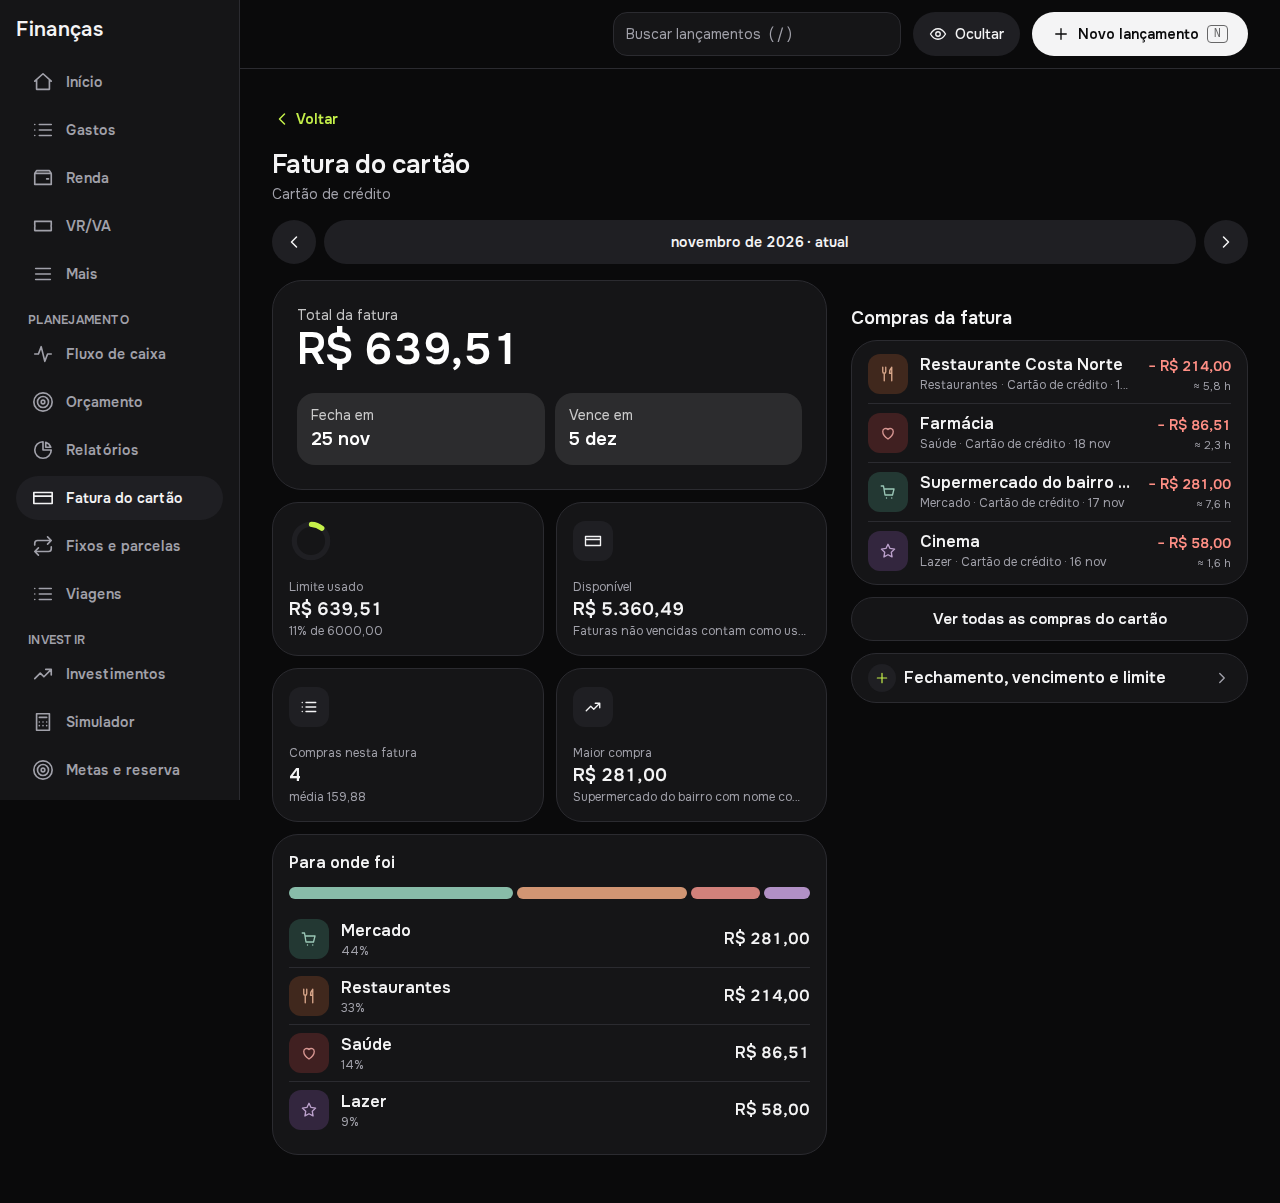 Finanças
Buscar lançamentos ( / )
Ocultar
Novo lançamento N
Início
Gastos
Renda
VR/VA
Mais
PLANEJAMENTO
Fluxo de caixa
Orçamento
Relatórios
Fatura do cartão
Fixos e parcelas
Viagens
INVESTIR
Investimentos
Simulador
Metas e reserva
Voltar
Fatura do cartão
Cartão de crédito
novembro de 2026 · atual
Total da fatura
R$ 639,51
Fecha em
25 nov
Vence em
5 dez
Limite usado
R$ 639,51
11% de 6000,00
Disponível
R$ 5.360,49
Faturas não vencidas contam como us...
Compras nesta fatura
4
média 159,88
Maior compra
R$ 281,00
Supermercado do bairro com nome co...
Para onde foi
Mercado
44%
R$ 281,00
Restaurantes
33%
R$ 214,00
Saúde
14%
R$ 86,51
Lazer
9%
R$ 58,00
Compras da fatura
Restaurante Costa Norte
− R$ 214,00
Restaurantes · Cartão de crédito · 1...
≈ 5,8 h
Farmácia
− R$ 86,51
Saúde · Cartão de crédito · 18 nov
≈ 2,3 h
Supermercado do bairro ...
− R$ 281,00
Mercado · Cartão de crédito · 17 nov
≈ 7,6 h
Cinema
− R$ 58,00
Lazer · Cartão de crédito · 16 nov
≈ 1,6 h
Ver todas as compras do cartão
Fechamento, vencimento e limite